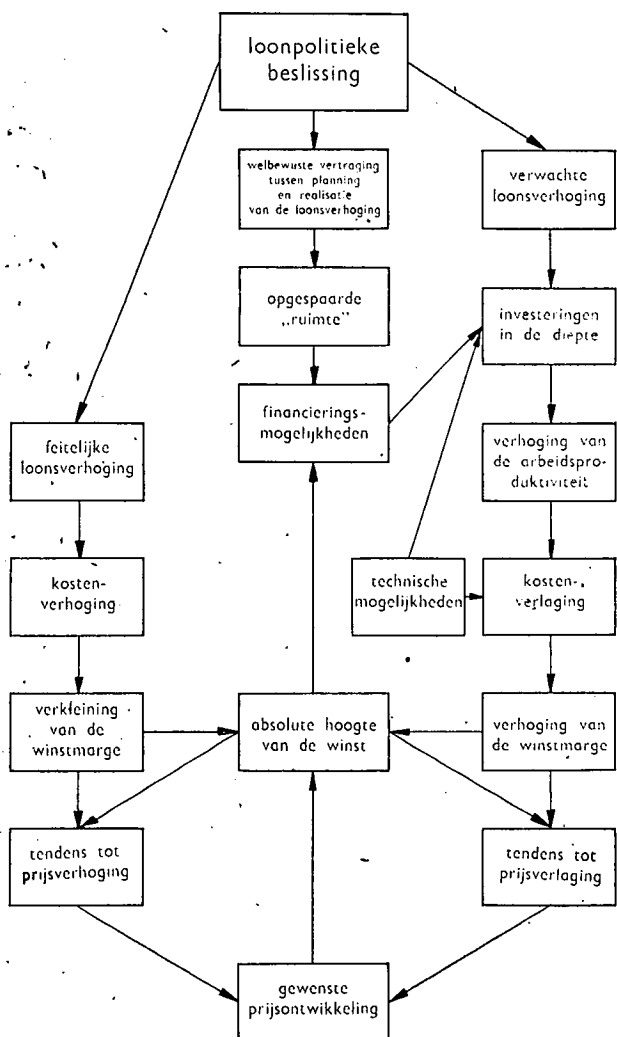 loonpolitieke
beslissing
welbewuste vertraging
tussen planning
en realisatie
van de loonsverhoging
verwachte
loonsverhoging
opgespaarde
„ruimte”
investeringen
in de diepte
financierings-
mogelijkheden
feitelijke
loonsverhoging
verhoging van
de arbeidspro-
duktiviteit
kosten-
verhoging
technische
mogelijkheden
kosten-
verlaging
verkleining
van de
winstmarge
absolute hoogte
van de winst
verhoging van
de winstmarge
tendens tot
prijsverhoging
tendens tot
prijsverlaging
gewenste
prijsontwikkeling